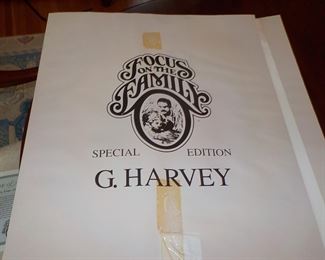 FOCUS
ON THE
FAMILY
SPECIAL EDITION
G. HARVEY